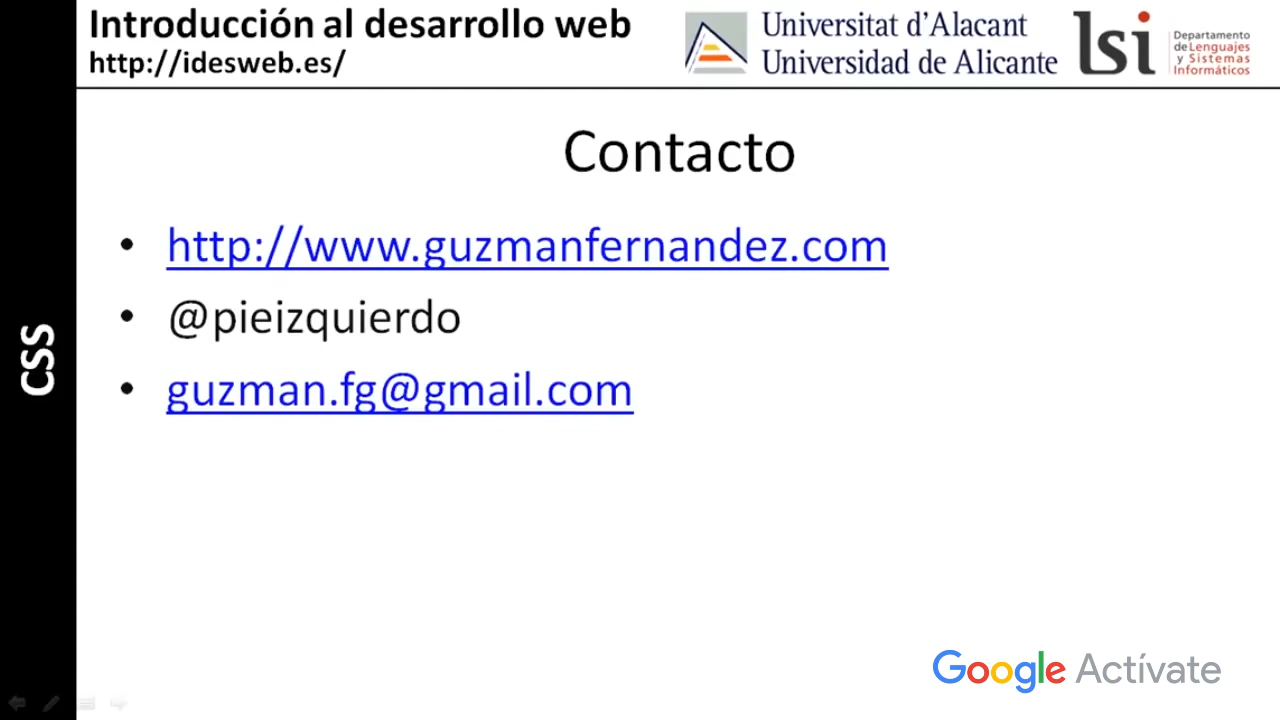 Introducción al desarrollo web
http://idesweb.es/
Universitat d'Alacant
Universidad de Alicante
lsi
Departamento
de Lenguajes
y Sistemas
Informáticos
CSS
Contacto
• http://www.guzmanfernandez.com
• @pieizquierdo
• guzman.fg@gmail.com
Google Actívate